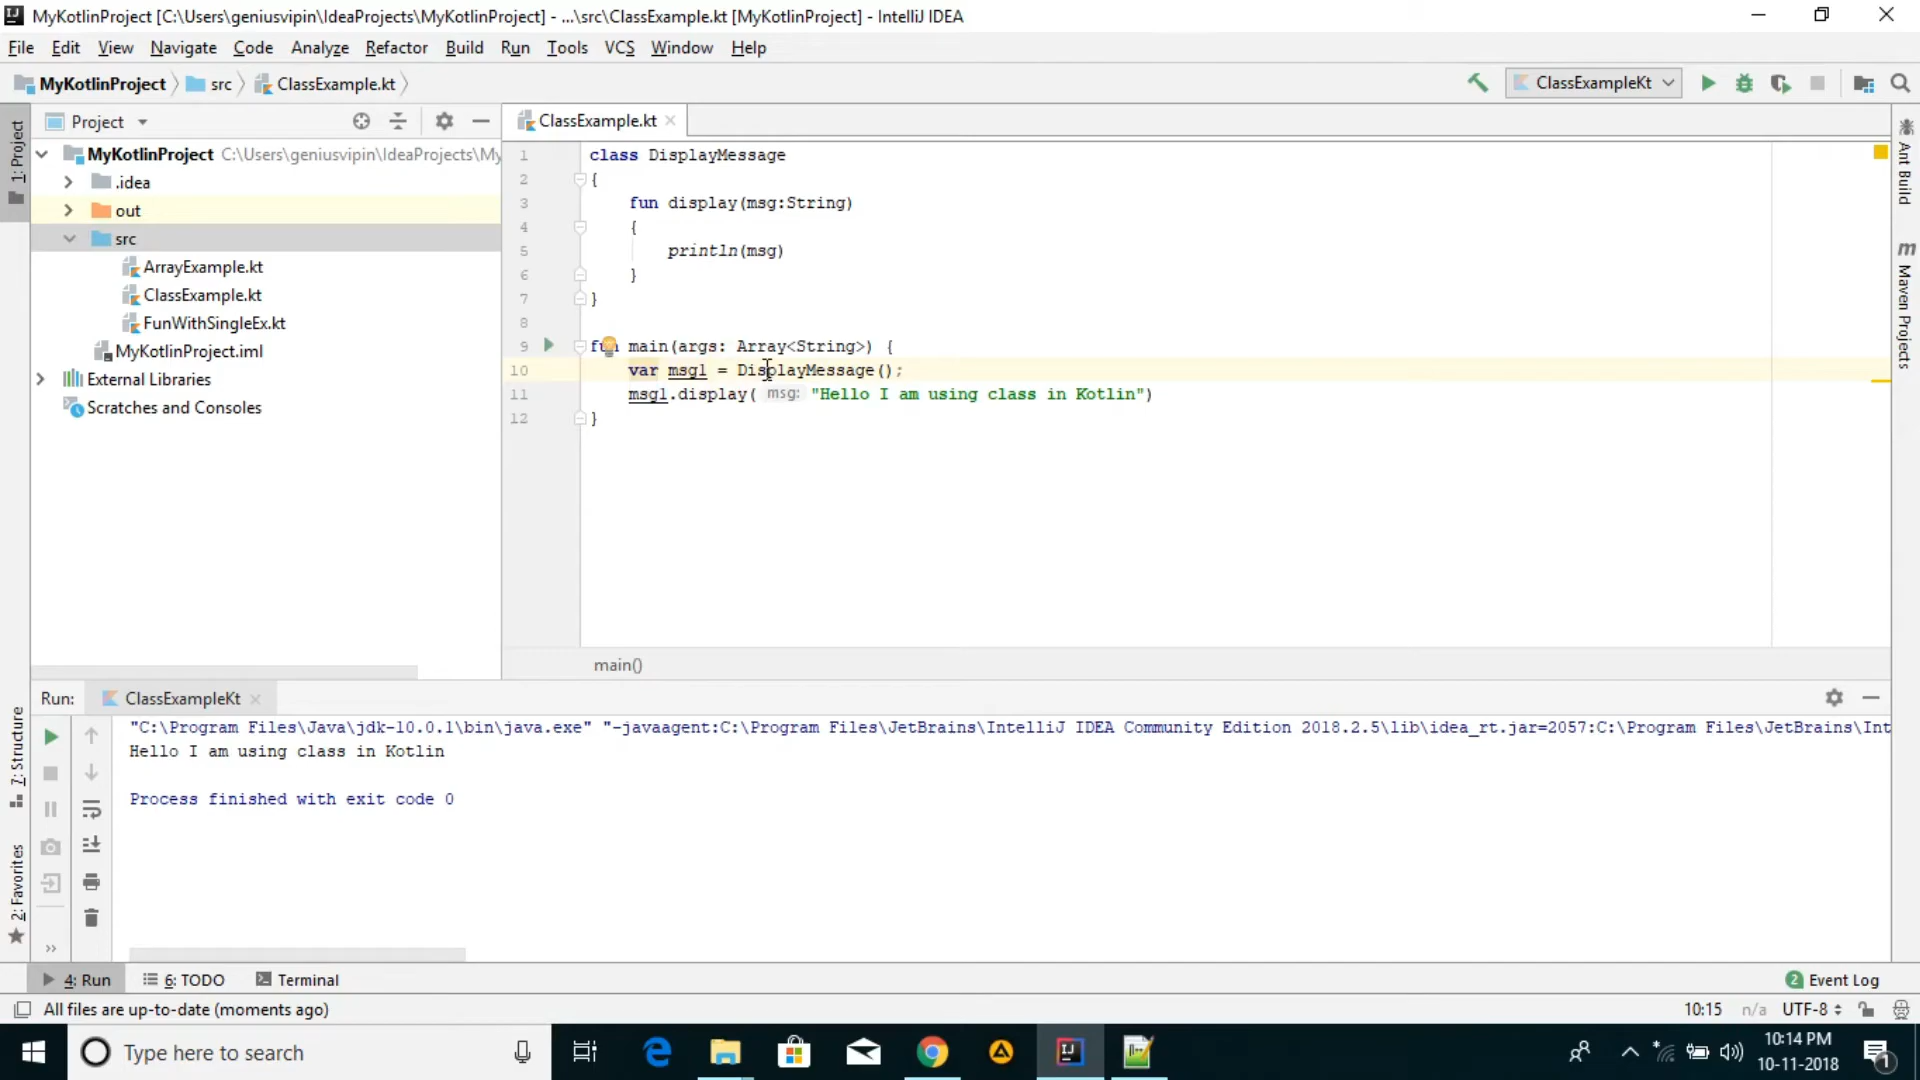 MyKotlinProject [C:\Users\geniusvipin\IdeaProjects\MyKotlinProject] - ...\src\ClassExample.kt [MyKotlinProject] - IntelliJ IDEA
File Edit View Navigate Code Analyze Refactor Build Run Tools VCS Window Help
MyKotlinProject src ClassExample.kt ClassExampleKt
Project ClassExample.kt
1: Project
MyKotlinProject C:\Users\geniusvipin\IdeaProjects\My
.idea
out
src
ArrayExample.kt
ClassExample.kt
FunWithSingleEx.kt
MyKotlinProject.iml
External Libraries
Scratches and Consoles
1 class DisplayMessage
2 {
3 fun display(msg:String)
4 {
5 println(msg)
6 }
7 }
8
9 fun main(args: Array<String>) {
10 var msg1 = DisplayMessage();
11 msg1.display( msg: "Hello I am using class in Kotlin")
12 }
main()
Ant Build
m Maven Projects
Run: ClassExampleKt
"C:\Program Files\Java\jdk-10.0.1\bin\java.exe" "-javaagent:C:\Program Files\JetBrains\IntelliJ IDEA Community Edition 2018.2.5\lib\idea_rt.jar=2057:C:\Program Files\JetBrains\Int
Hello I am using class in Kotlin
Process finished with exit code 0
7: Structure
2: Favorites
4: Run 6: TODO Terminal 2 Event Log
All files are up-to-date (moments ago) 10:15 n/a UTF-8
Type here to search 10:14 PM
10-11-2018 1